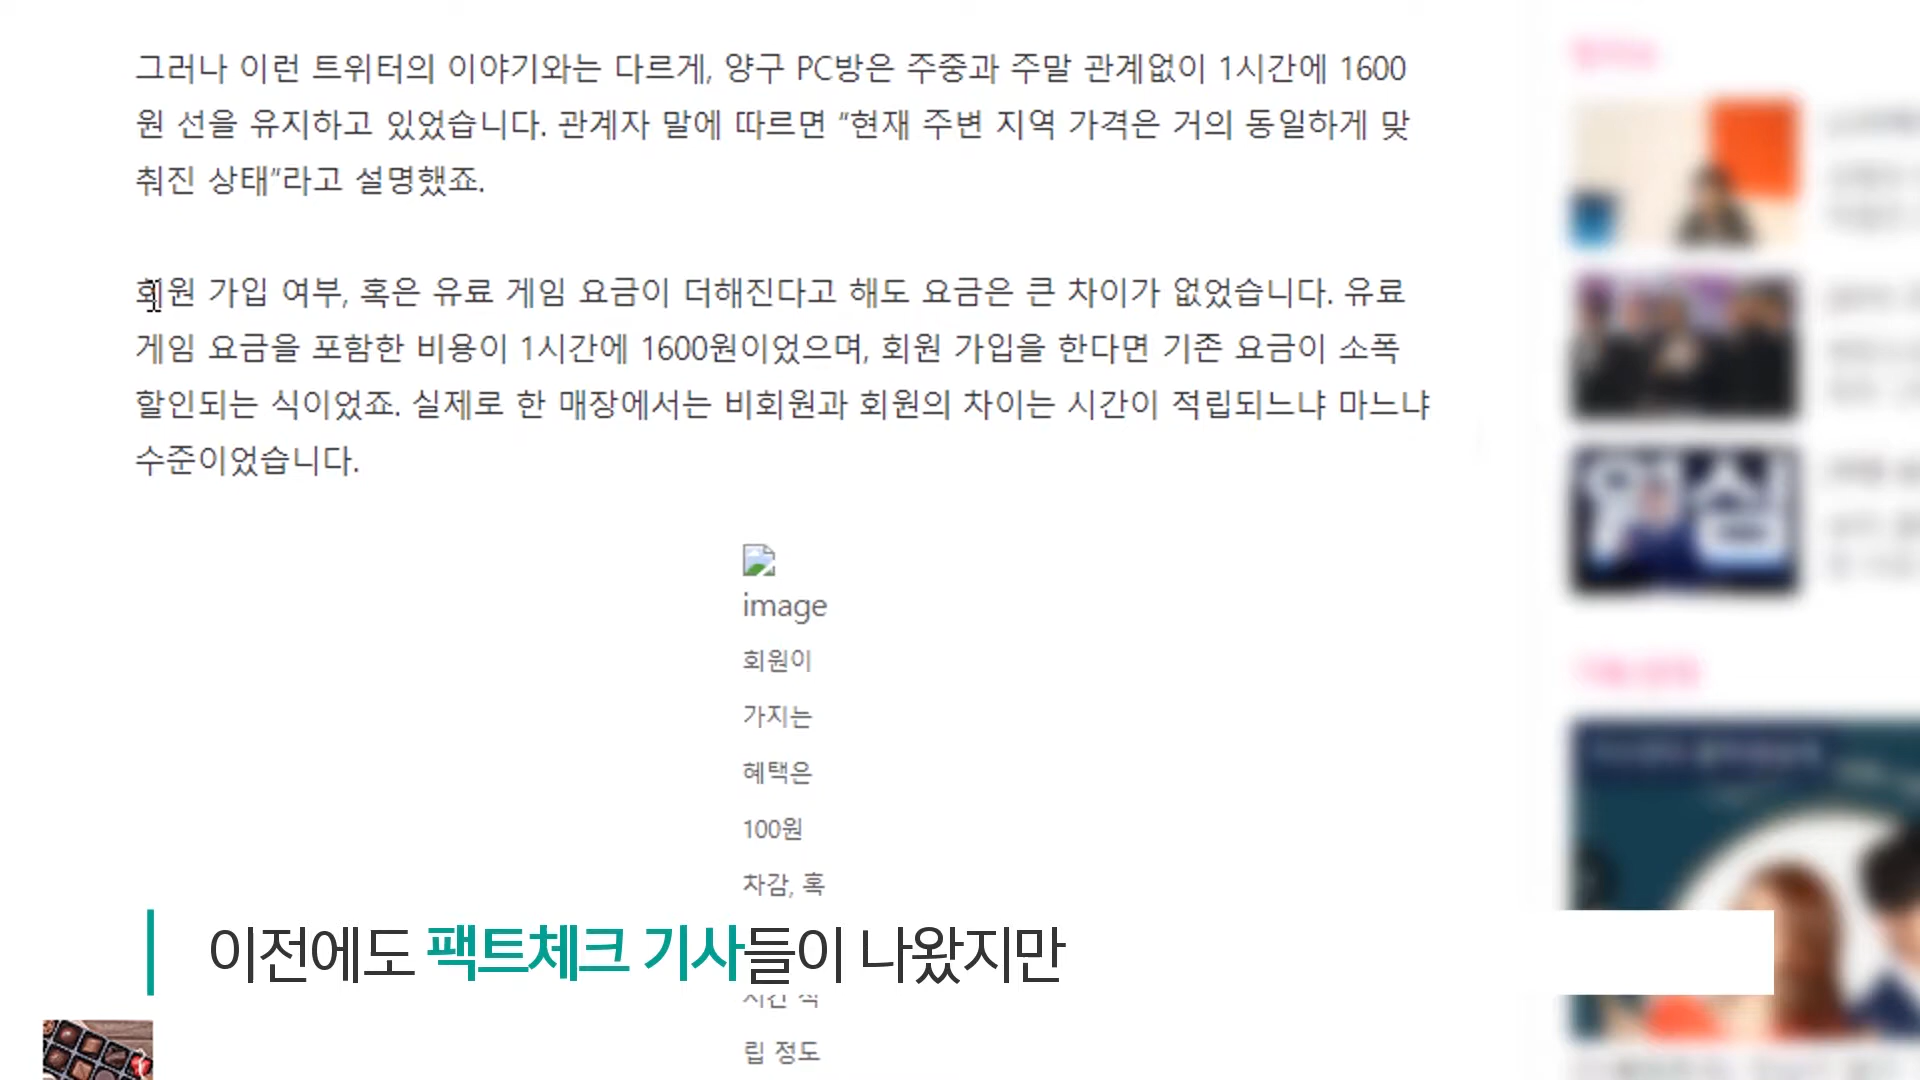 그러나 이런 트위터의 이야기와는 다르게, 양구 PC방은 주중과 주말 관계없이 1시간에 1600
원 선을 유지하고 있었습니다. 관계자 말에 따르면 “현재 주변 지역 가격은 거의 동일하게 맞
춰진 상태”라고 설명했죠.
회원 가입 여부, 혹은 유료 게임 요금이 더해진다고 해도 요금은 큰 차이가 없었습니다. 유료
게임 요금을 포함한 비용이 1시간에 1600원이었으며, 회원 가입을 한다면 기존 요금이 소폭
할인되는 식이었죠. 실제로 한 매장에서는 비회원과 회원의 차이는 시간이 적립되느냐 마느냐
수준이었습니다.
image
회원이
가지는
혜택은
100원
차감, 혹
이전에도 팩트체크 기사들이 나왔지만
시간 적
립 정도